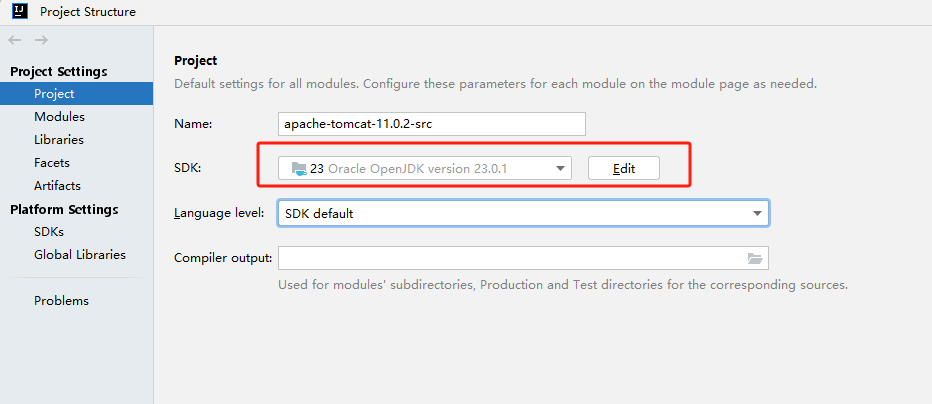 Project Structure
Project Settings
Project
Modules
Libraries
Facets
Artifacts
Platform Settings
SDKs
Global Libraries
Problems
Project
Default settings for all modules. Configure these parameters for each module on the module page as needed.
Name: apache-tomcat-11.0.2-src
SDK: 23 Oracle OpenJDK version 23.0.1 Edit
Language level: SDK default
Compiler output:
Used for modules' subdirectories, Production and Test directories for the corresponding sources.